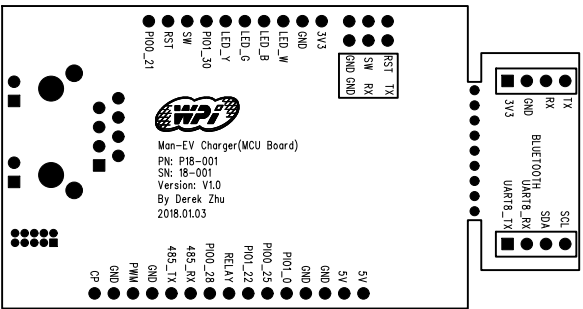 PIO0_21
RST
SW
PIO1_30
LED_Y
LED_G
LED_B
LED_W
GND
3V3
GND SW RST
GND RX TX
3V3
GND
RX
TX
WPi
Man-EV Charger(MCU Board)
PN: P18-001
SN: 18-001
Version: V1.0
By Derek Zhu
2018.01.03
BLUETOOTH
UART8_TX
UART8_RX
SDA
SCL
CP
GND
PWM
GND
485_TX
485_RX
PIO0_28
RELAY
PIO1_22
PIO0_25
PIO1_0
GND
GND
5V
5V